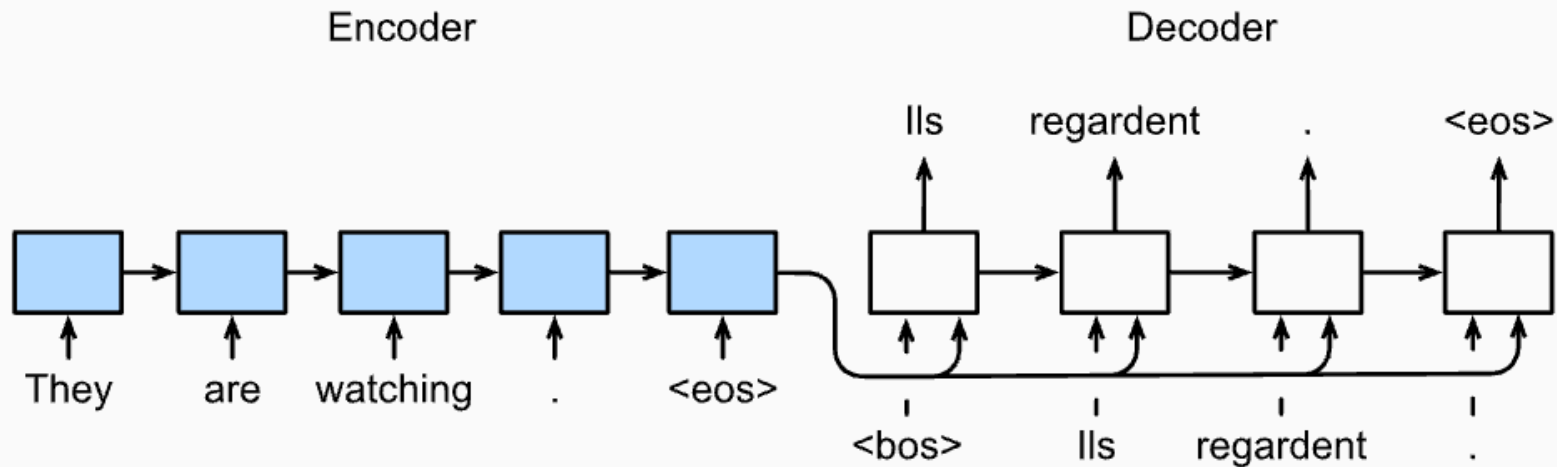 Encoder Decoder
Ils regardent . <eos>
They are watching . <eos>
<bos> Ils regardent .